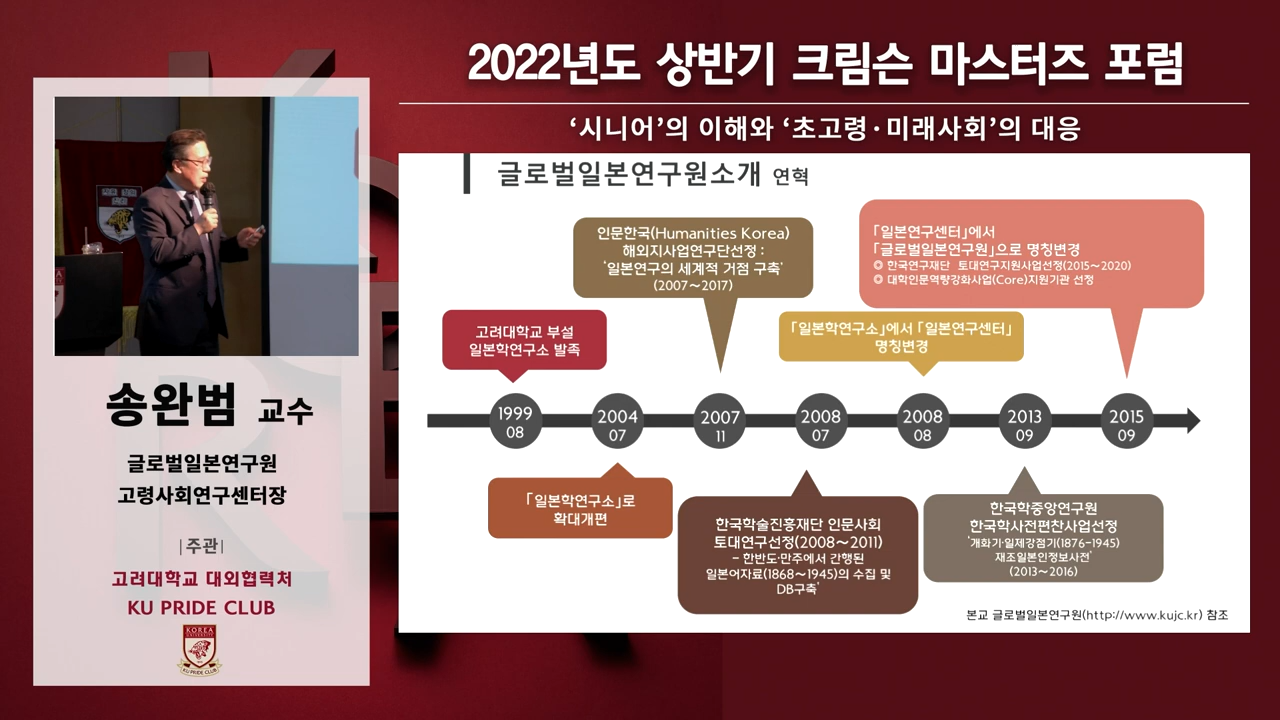 2022년도 상반기 크림슨 마스터즈 포럼
‘시니어’의 이해와 ‘초고령·미래사회’의 대응
송완범 교수
글로벌일본연구원
고령사회연구센터장
|주관|
고려대학교 대외협력처
KU PRIDE CLUB
KOREA
UNIVERSITY
KU PRIDE CLUB
글로벌일본연구원소개 연혁
인문한국(Humanities Korea)
해외지사업연구단선정 :
‘일본연구의 세계적 거점 구축’
(2007~2017)
「일본연구센터」에서
「글로벌일본연구원」으로 명칭변경
◎ 한국연구재단 토대연구지원사업선정(2015~2020)
◎ 대학인문역량강화사업(Core)지원기관 선정
고려대학교 부설
일본학연구소 발족
「일본학연구소」에서 「일본연구센터」
명칭변경
1999
08
2004
07
2007
11
2008
07
2008
08
2013
09
2015
09
「일본학연구소」로
확대개편
한국학술진흥재단 인문사회
토대연구선정(2008~2011)
- 한반도·만주에서 간행된
일본어자료(1868~1945)의 수집 및
DB구축’
한국학중앙연구원
한국학사전편찬사업선정
‘개화기·일제강점기(1876-1945)
재조일본인정보사전’
(2013~2016)
본교 글로벌일본연구원(http://www.kujc.kr) 참조